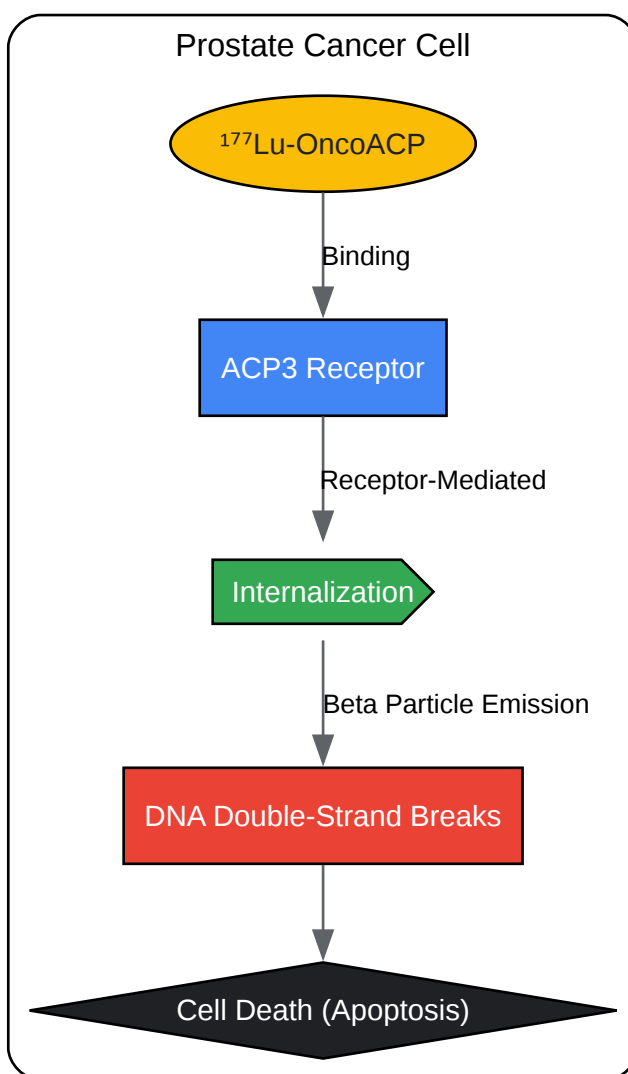 Prostate Cancer Cell
¹⁷⁷Lu-OncoACP
Binding
ACP3 Receptor
Receptor-Mediated
Internalization
Beta Particle Emission
DNA Double-Strand Breaks
Cell Death (Apoptosis)